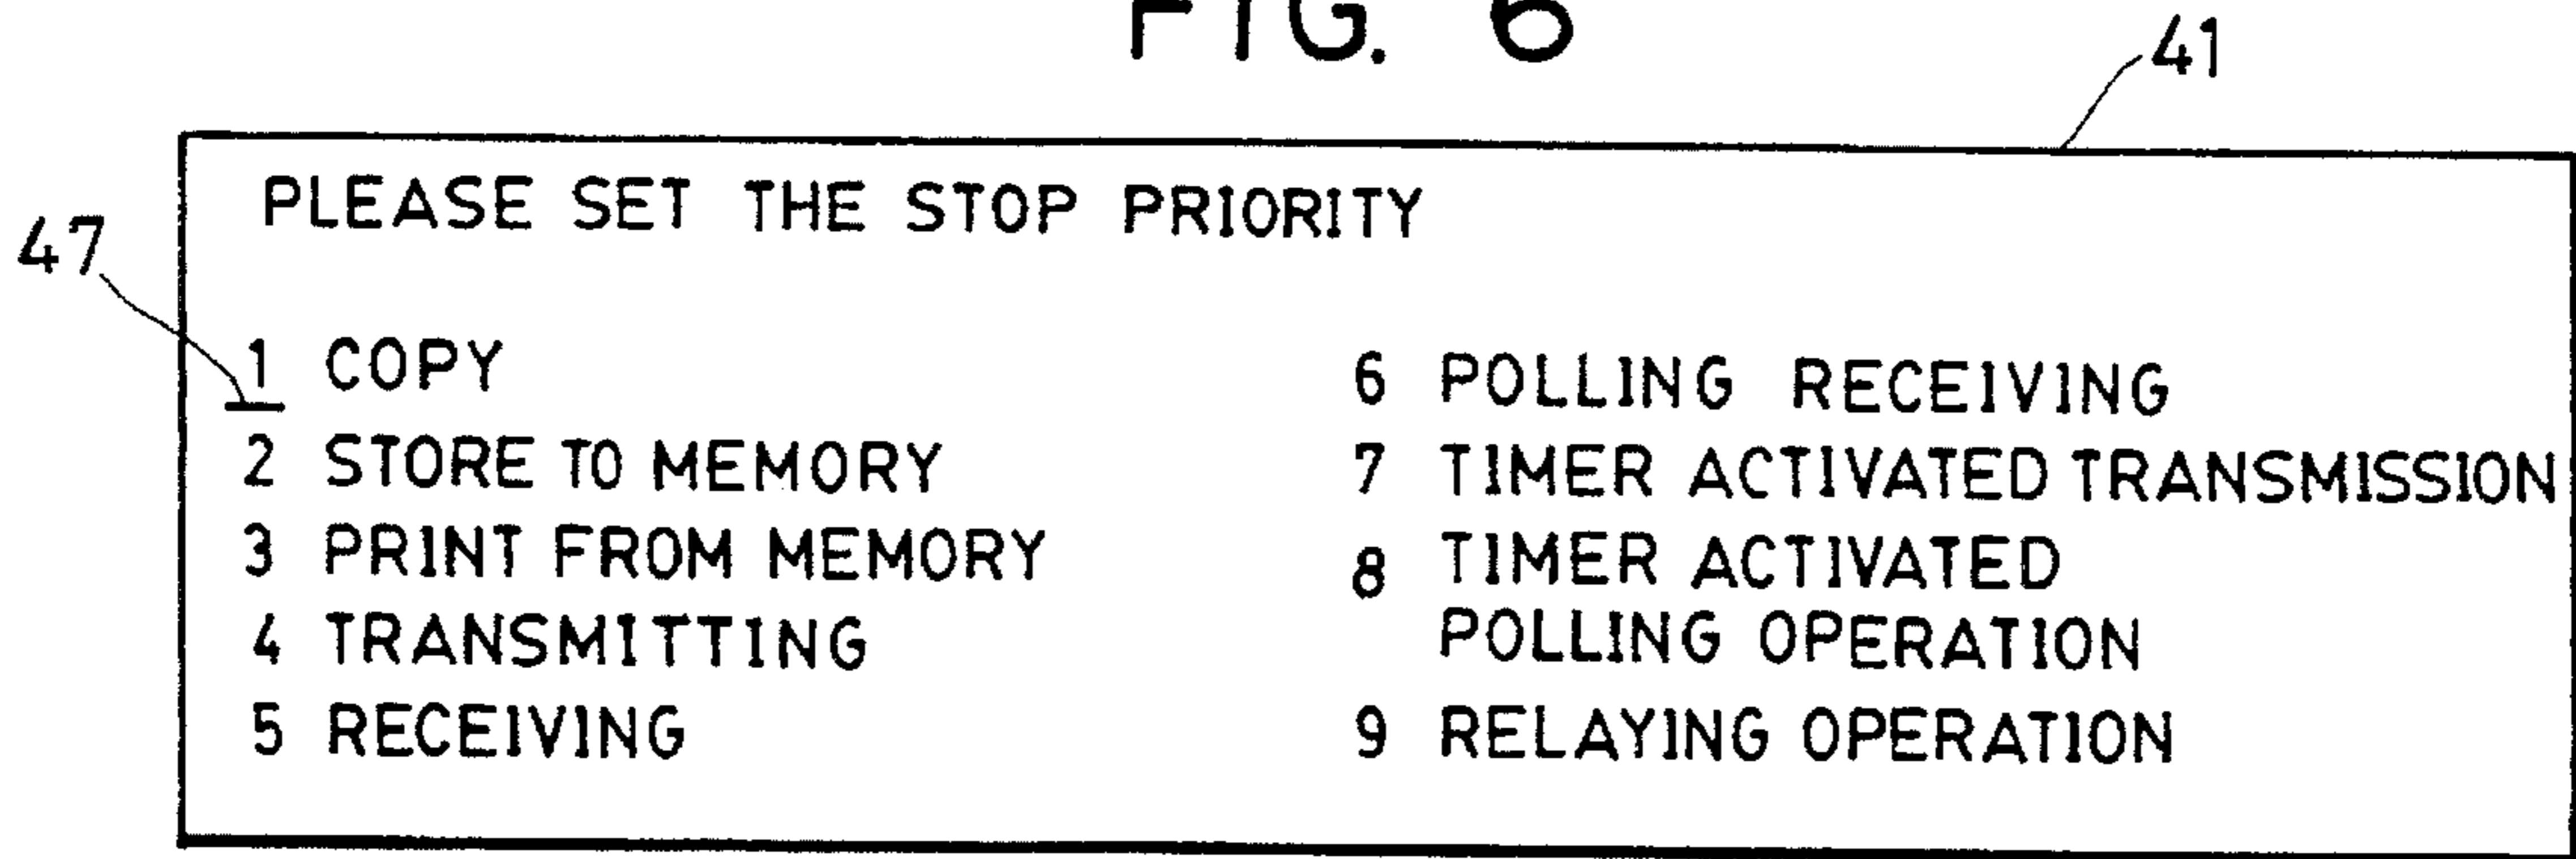 FIG. 6
41
PLEASE SET THE STOP PRIORITY
47
1 COPY
2 STORE TO MEMORY
3 PRINT FROM MEMORY
4 TRANSMITTING
5 RECEIVING
6 POLLING RECEIVING
7 TIMER ACTIVATED TRANSMISSION
8 TIMER ACTIVATED
POLLING OPERATION
9 RELAYING OPERATION